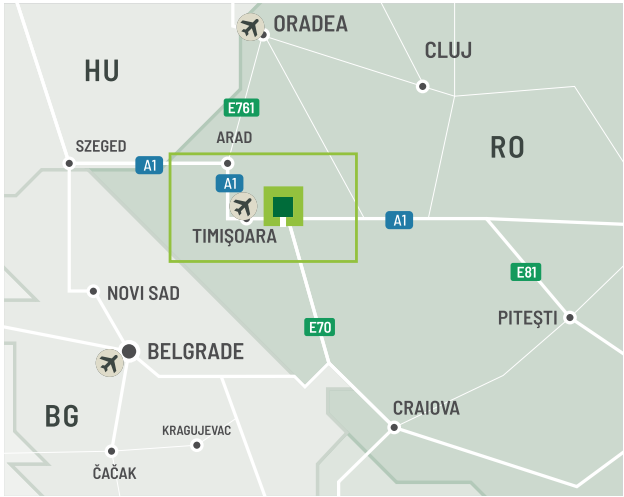 ORADEA
CLUJ
HU
E761
ARAD
SZEGED
RO
A1
A1
TIMIȘOARA
A1
E81
NOVI SAD
PITEȘTI
E70
BELGRADE
CRAIOVA
BG
KRAGUJEVAC
ČAČAK